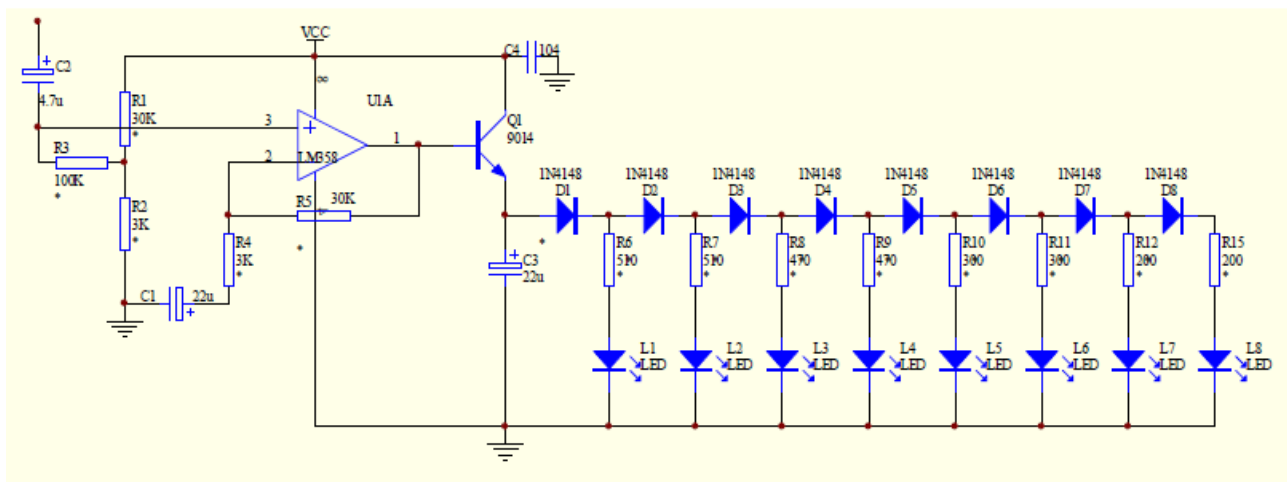 VCC
C4 104
C2
4.7u
8
U1A
R1
30K
3
1
Q1
9014
2
LM358
R3
100K
R5 30K
4
R2
3K
R4
3K
C1 22u
C3
22u
1N4148 1N4148 1N4148 1N4148 1N4148 1N4148 1N4148 1N4148
D1 D2 D3 D4 D5 D6 D7 D8
R6 R7 R8 R9 R10 R11 R12 R15
510 510 470 470 300 300 200 200
L1 L2 L3 L4 L5 L6 L7 L8
LED LED LED LED LED LED LED LED